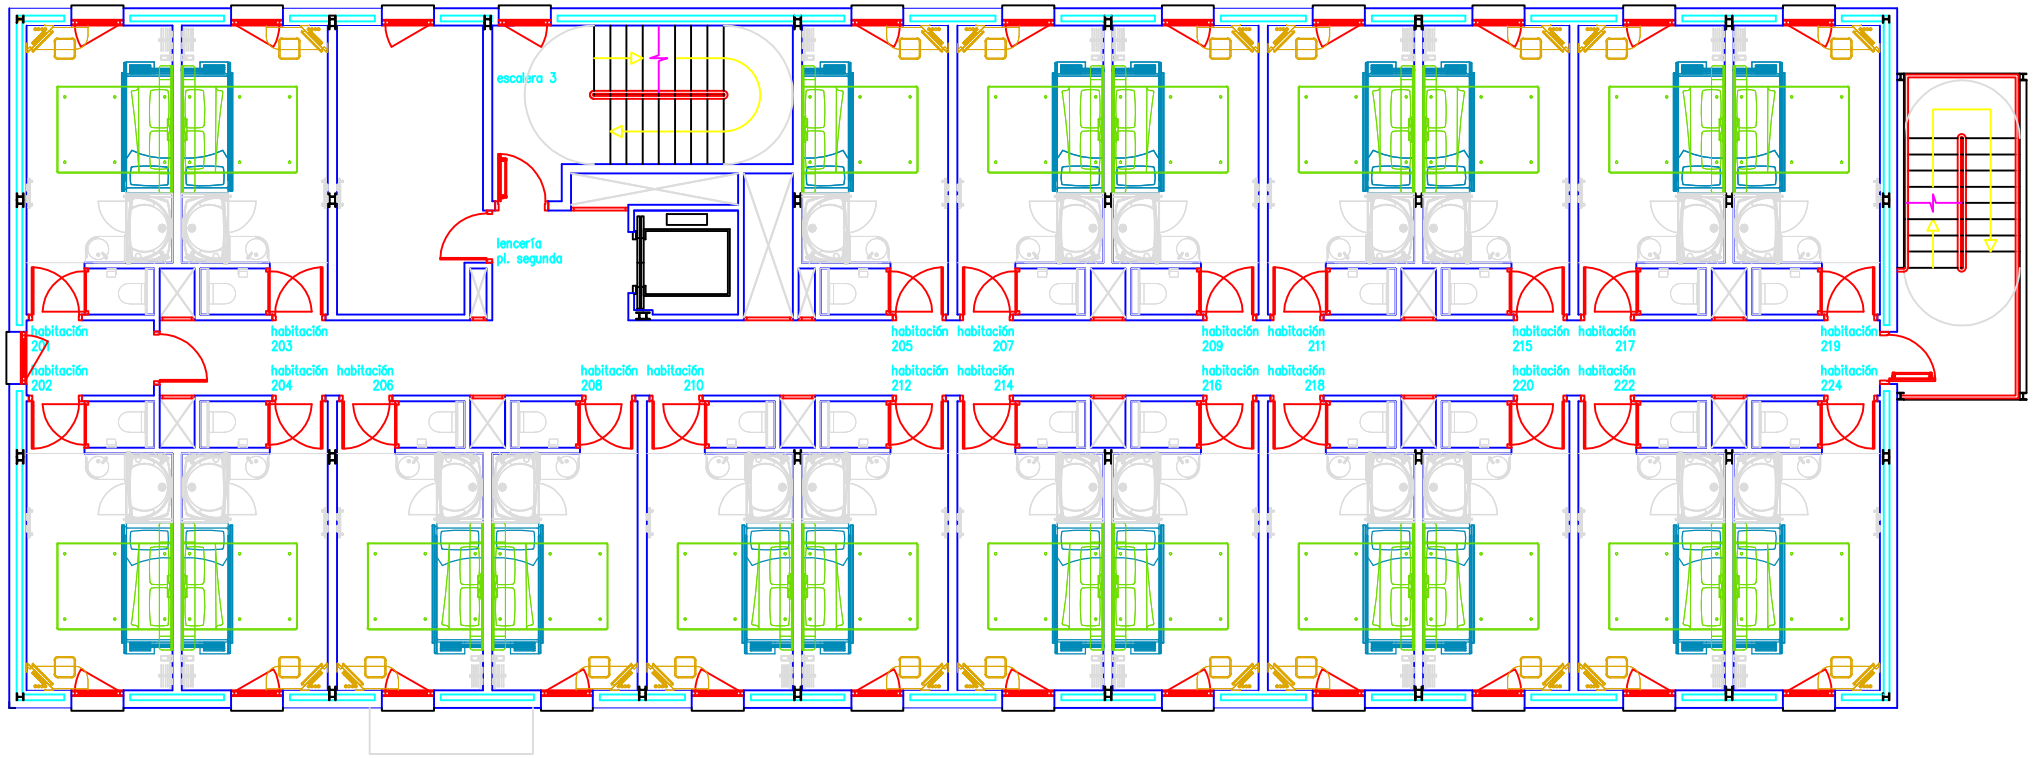 escalera 3
lencería
pl. segunda
habitación
201
habitación
203
habitación
205
habitación
207
habitación
209
habitación
211
habitación
215
habitación
217
habitación
219
habitación
202
habitación
204
habitación
206
habitación
208
habitación
210
habitación
212
habitación
214
habitación
216
habitación
218
habitación
220
habitación
222
habitación
224